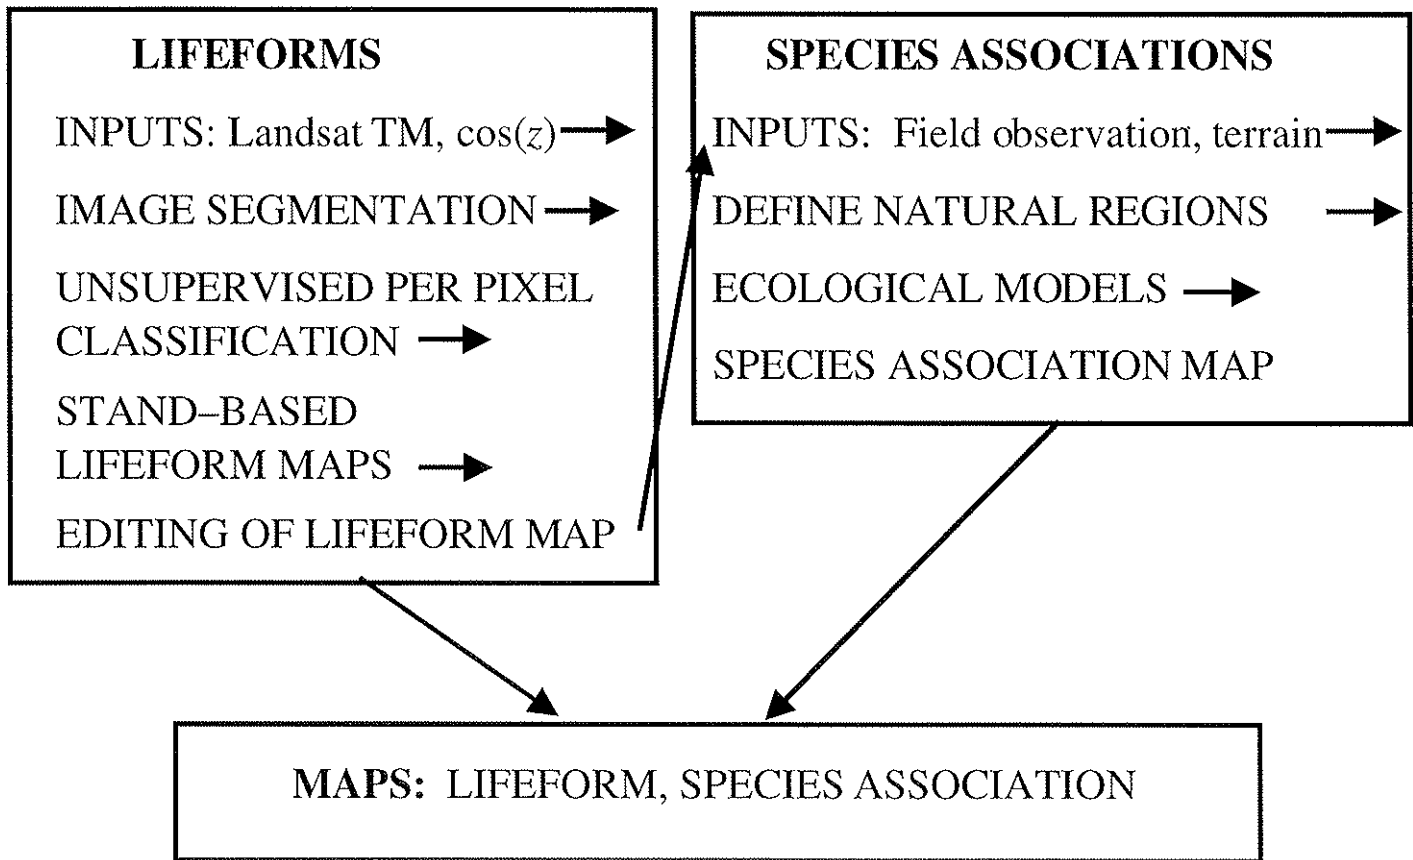 LIFEFORMS
INPUTS: Landsat TM, cos(z)
IMAGE SEGMENTATION
UNSUPERVISED PER PIXEL
CLASSIFICATION
STAND–BASED
LIFEFORM MAPS
EDITING OF LIFEFORM MAP
SPECIES ASSOCIATIONS
INPUTS: Field observation, terrain
DEFINE NATURAL REGIONS
ECOLOGICAL MODELS
SPECIES ASSOCIATION MAP
MAPS: LIFEFORM, SPECIES ASSOCIATION